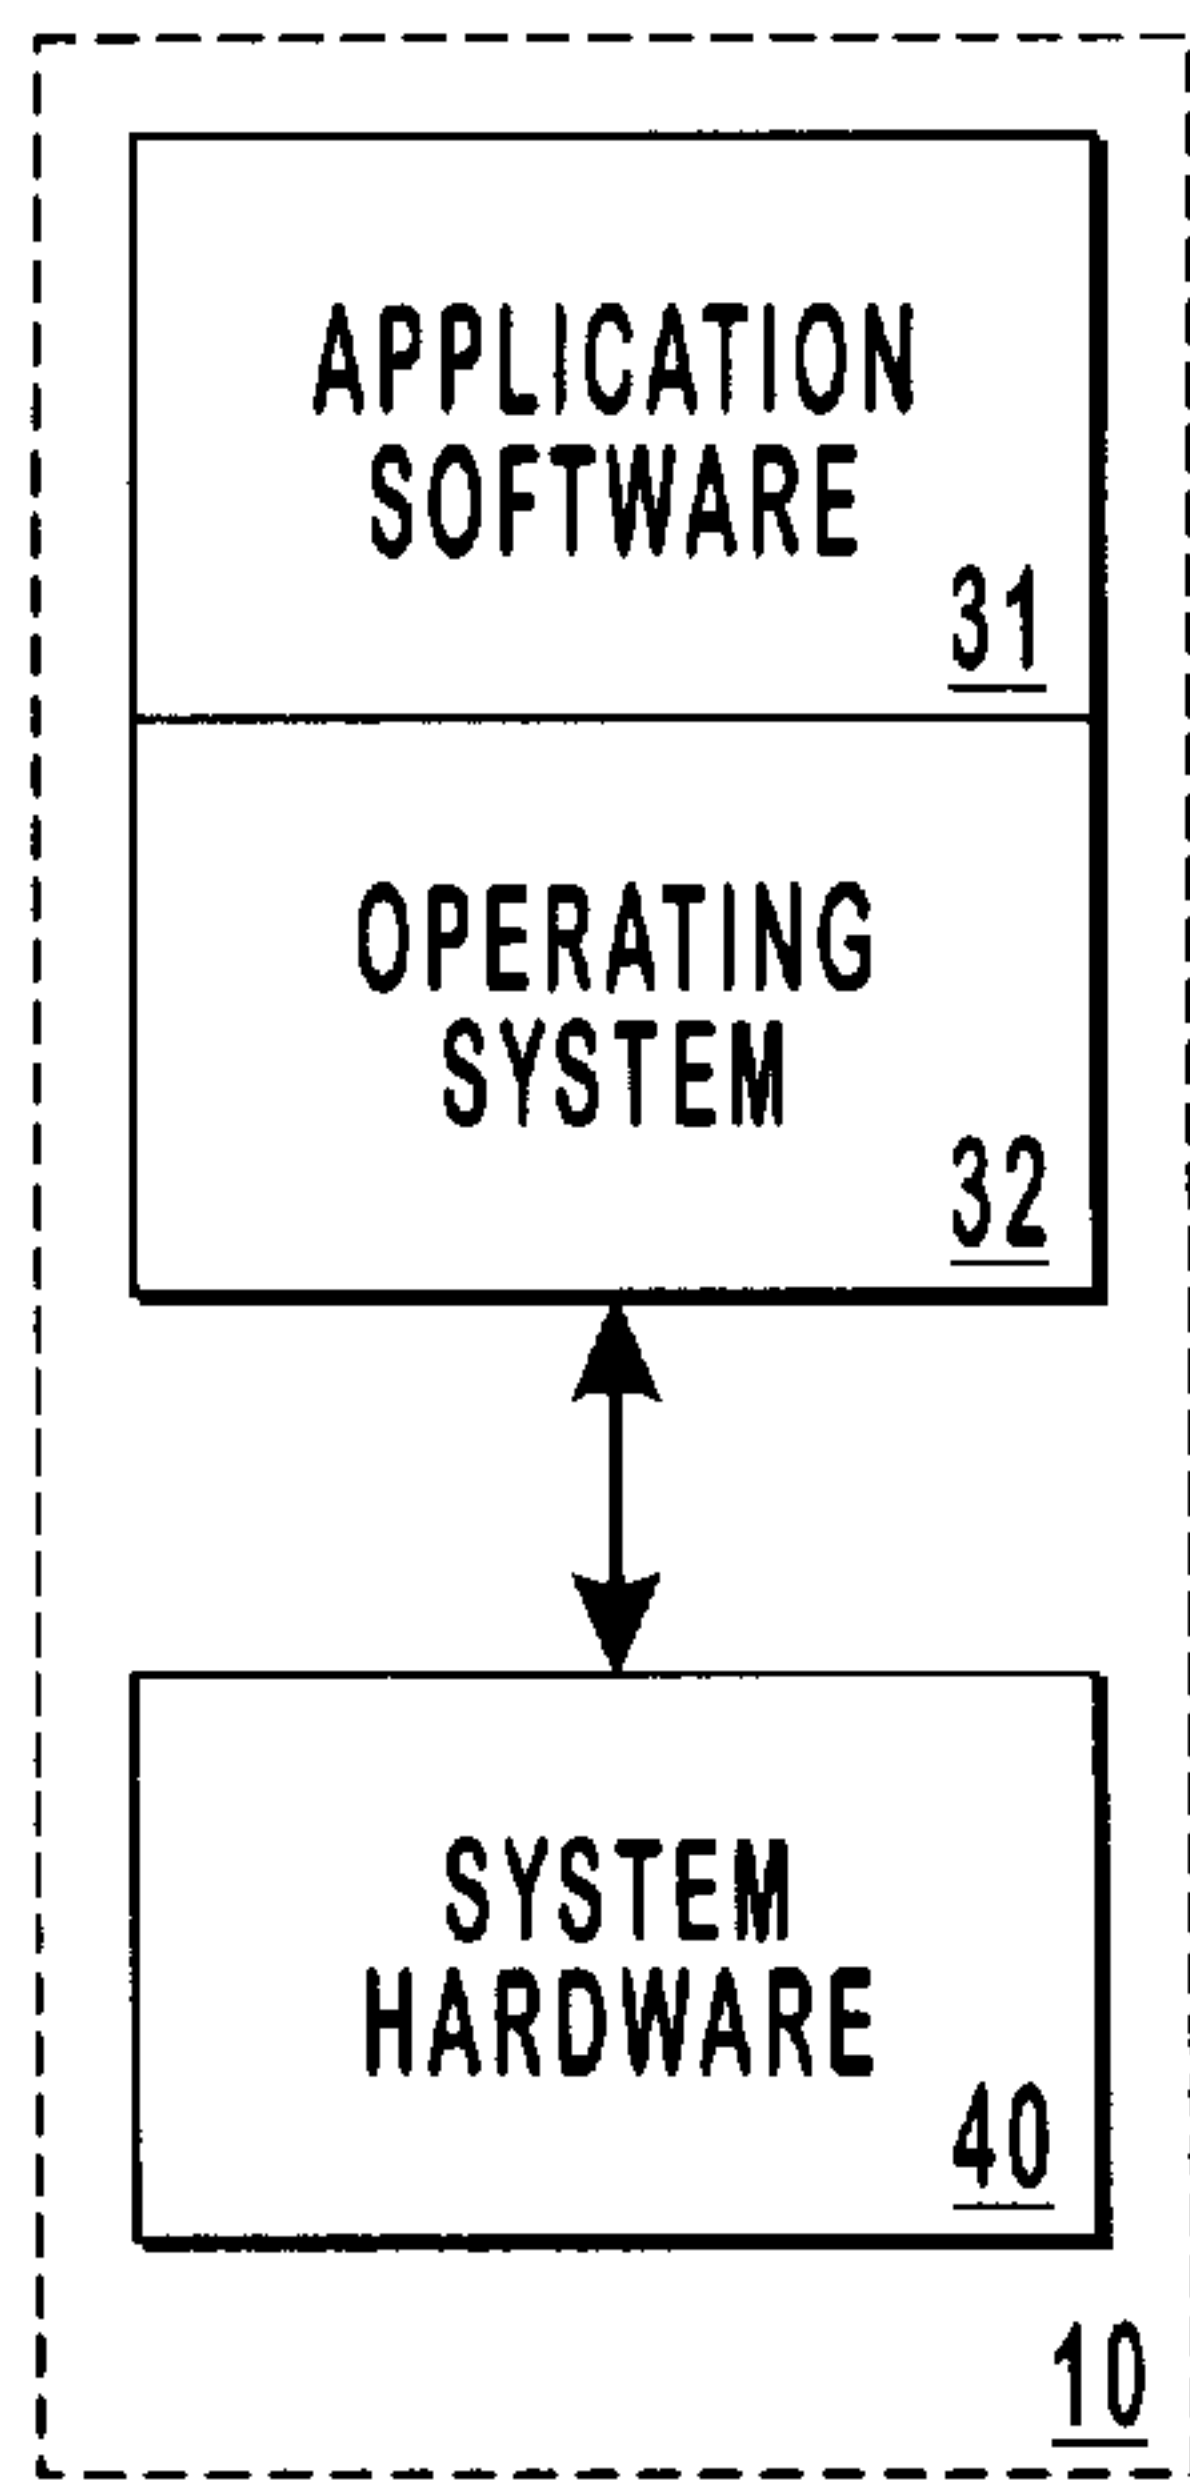 APPLICATION
SOFTWARE
31
OPERATING
SYSTEM
32
SYSTEM
HARDWARE
40
10